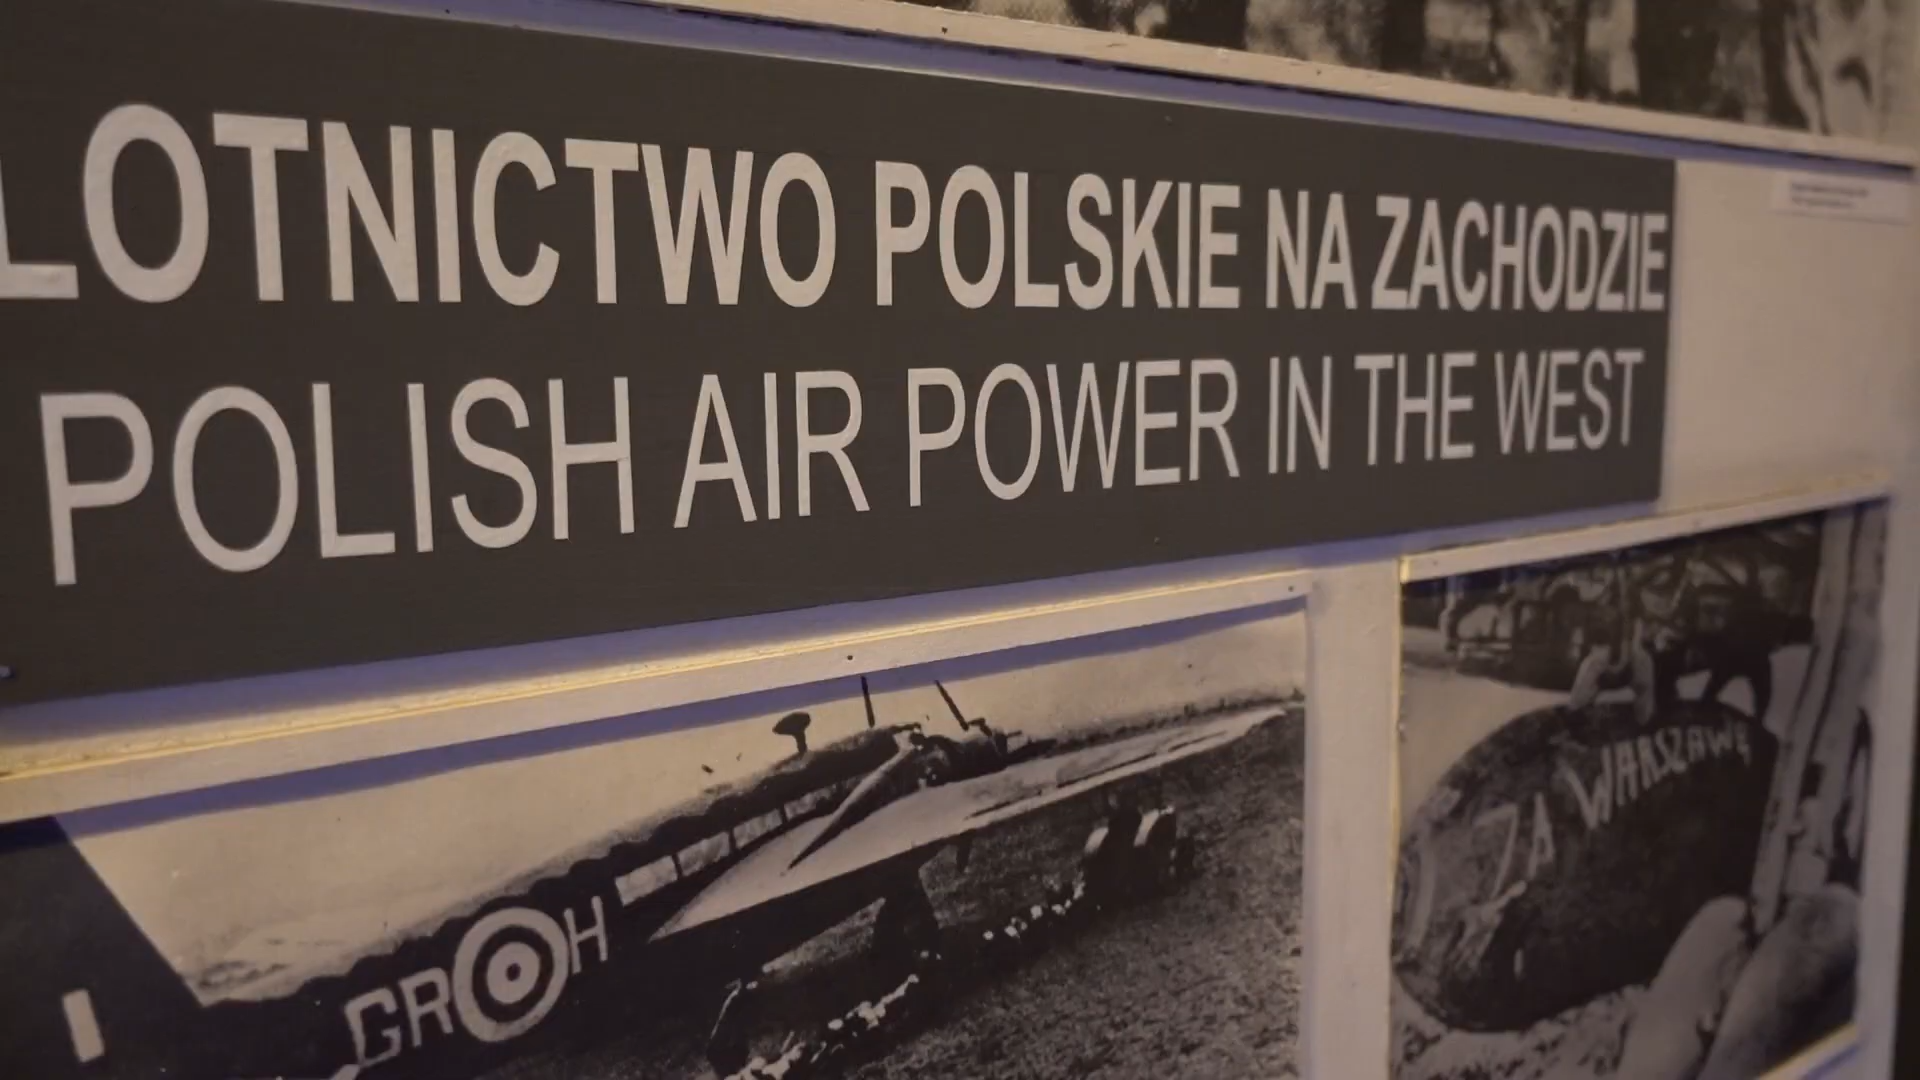 LOTNICTWO POLSKIE NA ZACHODZIE
POLISH AIR POWER IN THE WEST
GR H
ZA WARSZAWĘ